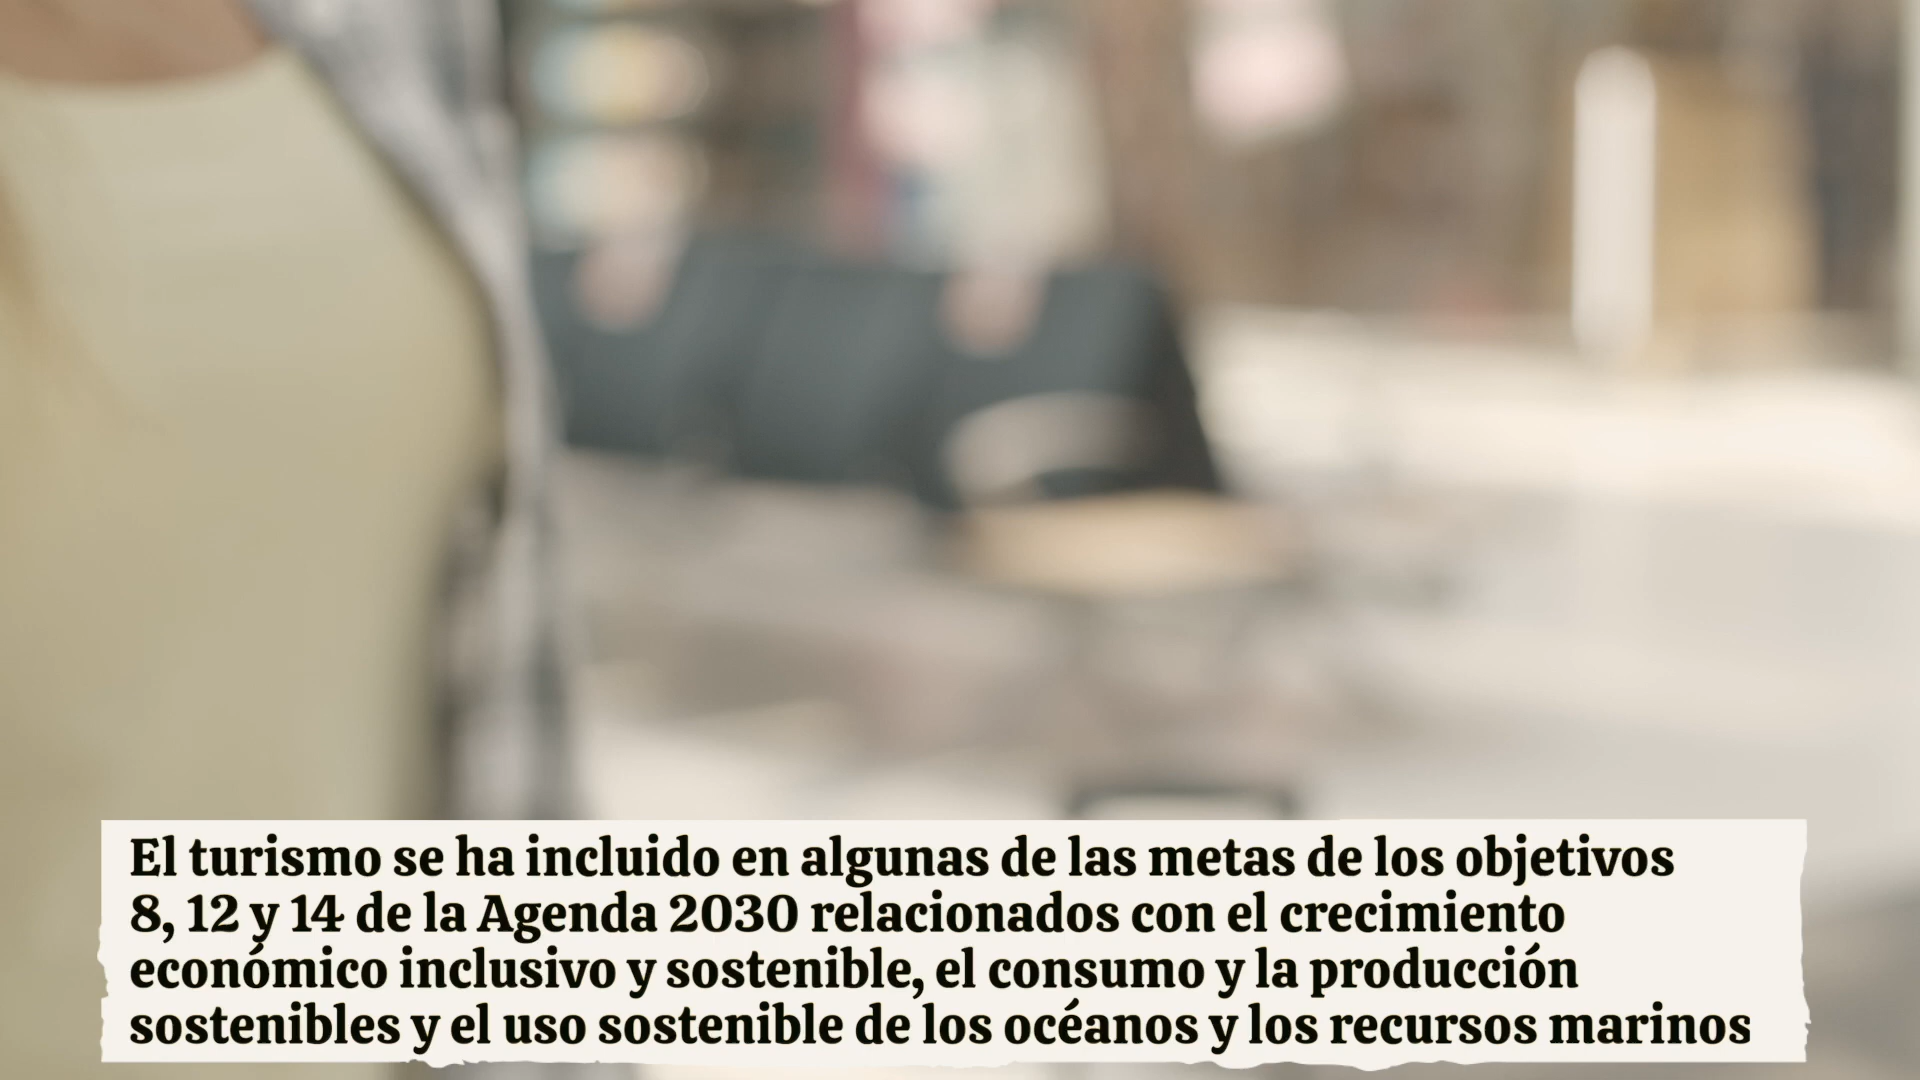 El turismo se ha incluido en algunas de las metas de los objetivos
8, 12 y 14 de la Agenda 2030 relacionados con el crecimiento
económico inclusivo y sostenible, el consumo y la producción
sostenibles y el uso sostenible de los océanos y los recursos marinos